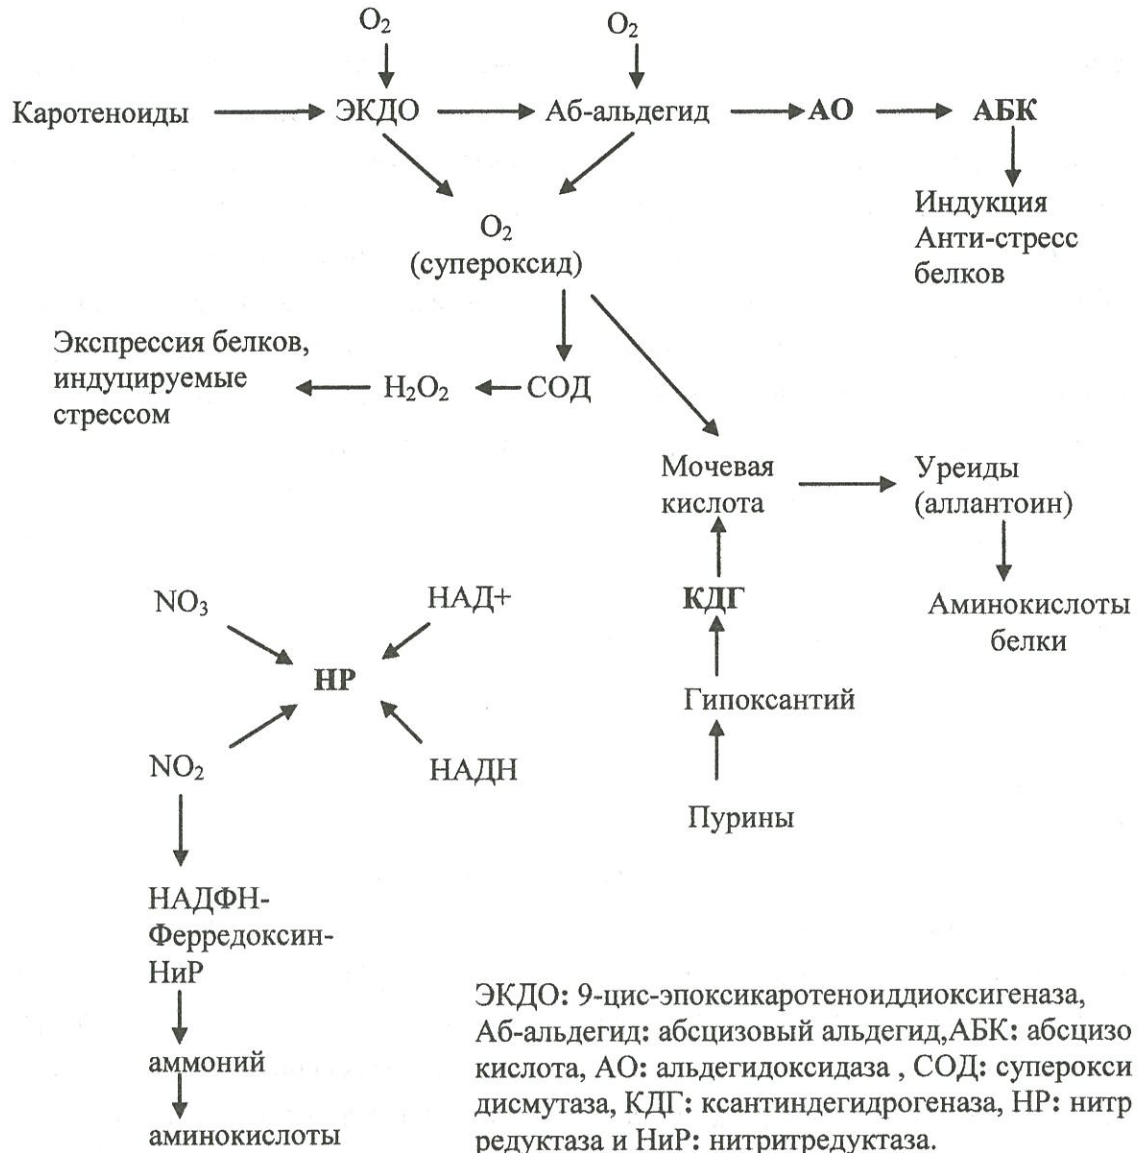 O₂ O₂
Каротеноиды ЭКДО Аб-альдегид АО АБК
Индукция
Анти-стресс
белков
O₂
(супероксид)
Экспрессия белков,
индуцируемые
стрессом
H₂O₂ СОД
Мочевая
кислота
Уреиды
(аллантоин)
КДГ
Аминокислоты
белки
NO₃ НАД+
НР
Гипоксантий
NO₂ НАДН
Пурины
НАДФН-
Ферредоксин-
НиР
аммоний
аминокислоты
ЭКДО: 9-цис-эпоксикаротеноиддиоксигеназа,
Аб-альдегид: абсцизовый альдегид,АБК: абсцизо
кислота, АО: альдегидоксидаза , СОД: суперокси
дисмутаза, КДГ: ксантиндегидрогеназа, НР: нитр
редуктаза и НиР: нитритредуктаза.